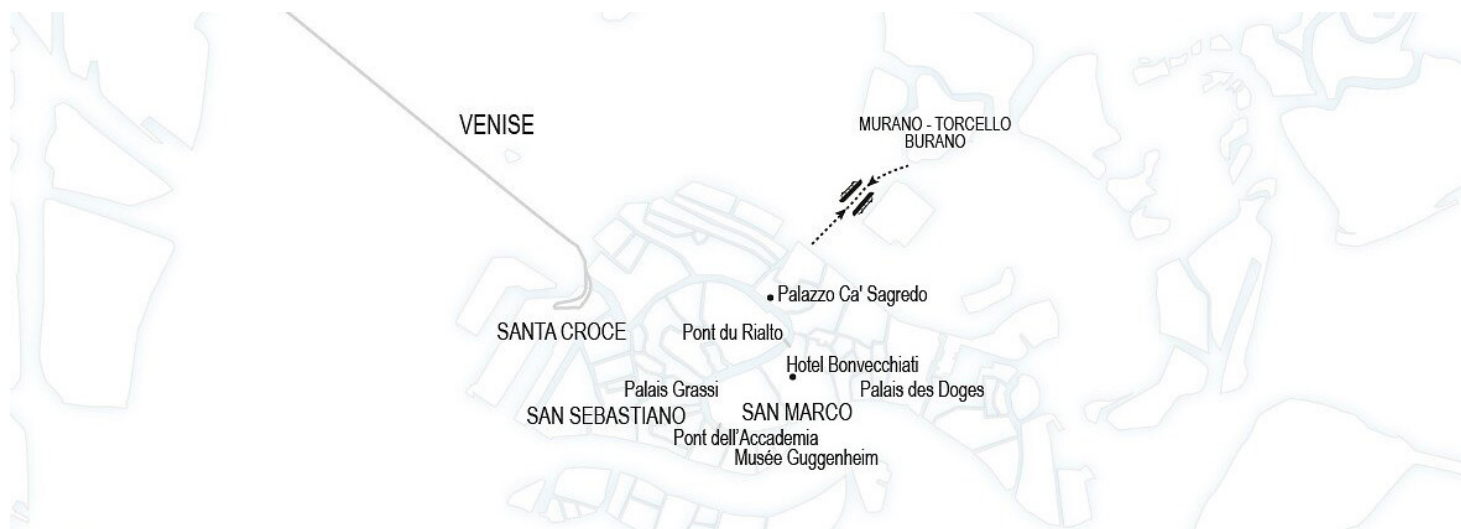 VENISE
MURANO - TORCELLO
BURANO
Palazzo Ca' Sagredo
SANTA CROCE
Pont du Rialto
Hotel Bonvecchiati
Palais Grassi
Palais des Doges
SAN SEBASTIANO
SAN MARCO
Pont dell'Accademia
Musée Guggenheim